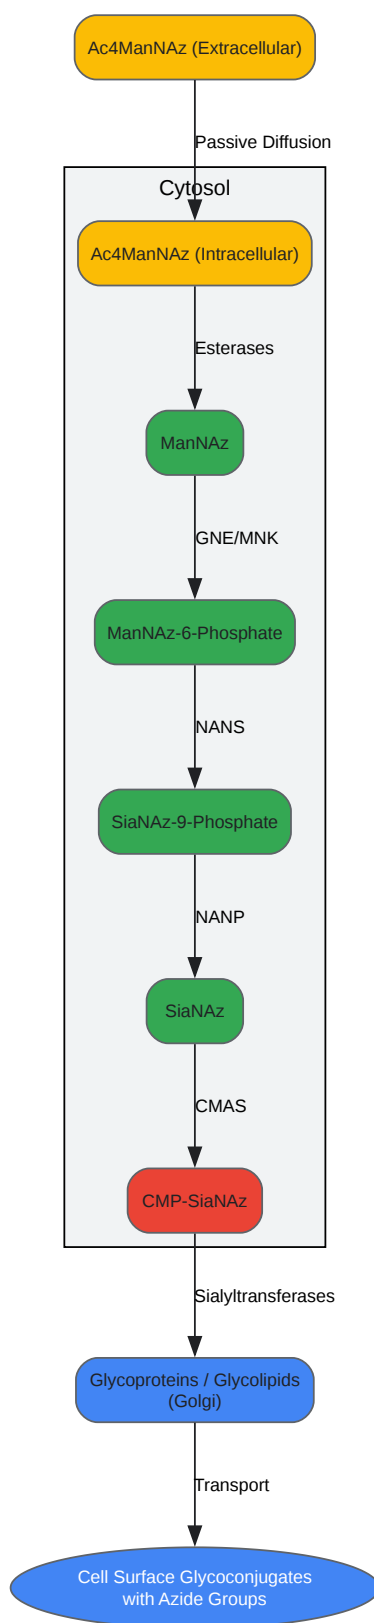 Ac4ManNAz (Extracellular)
Passive Diffusion
Cytosol
Ac4ManNAz (Intracellular)
Esterases
ManNAz
GNE/MNK
ManNAz-6-Phosphate
NANS
SiaNAz-9-Phosphate
NANP
SiaNAz
CMAS
CMP-SiaNAz
Sialyltransferases
Glycoproteins / Glycolipids
(Golgi)
Transport
Cell Surface Glycoconjugates
with Azide Groups